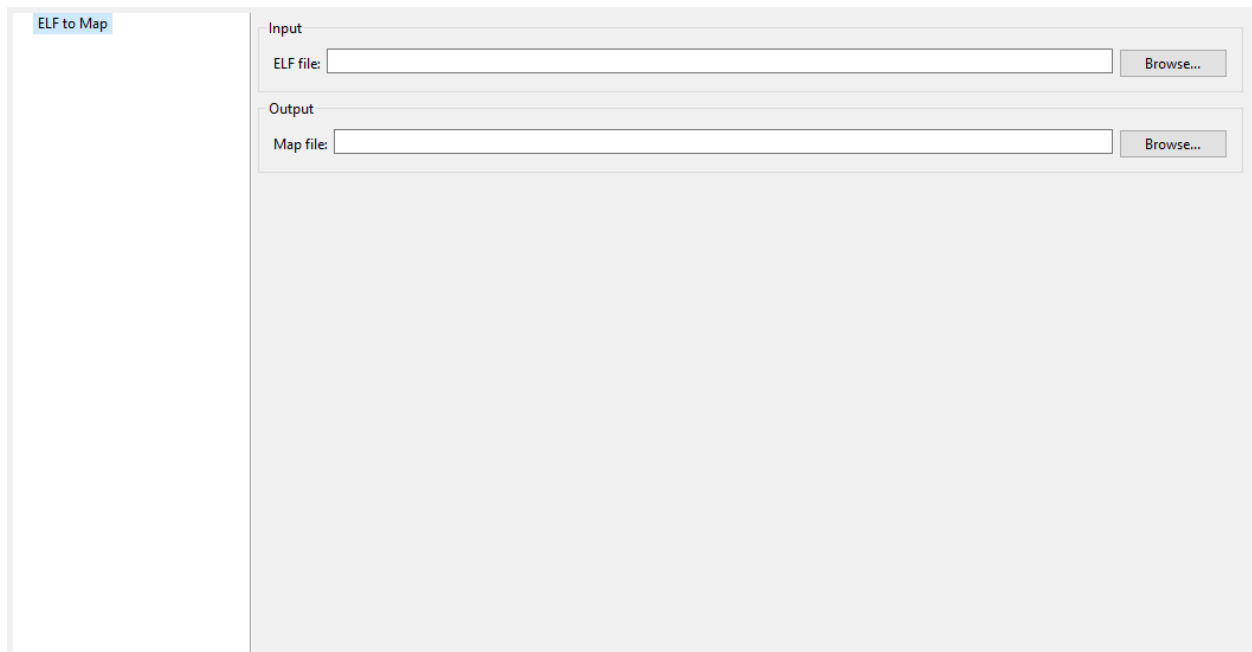 ELF to Map
Input
ELF file:
Browse...
Output
Map file:
Browse...